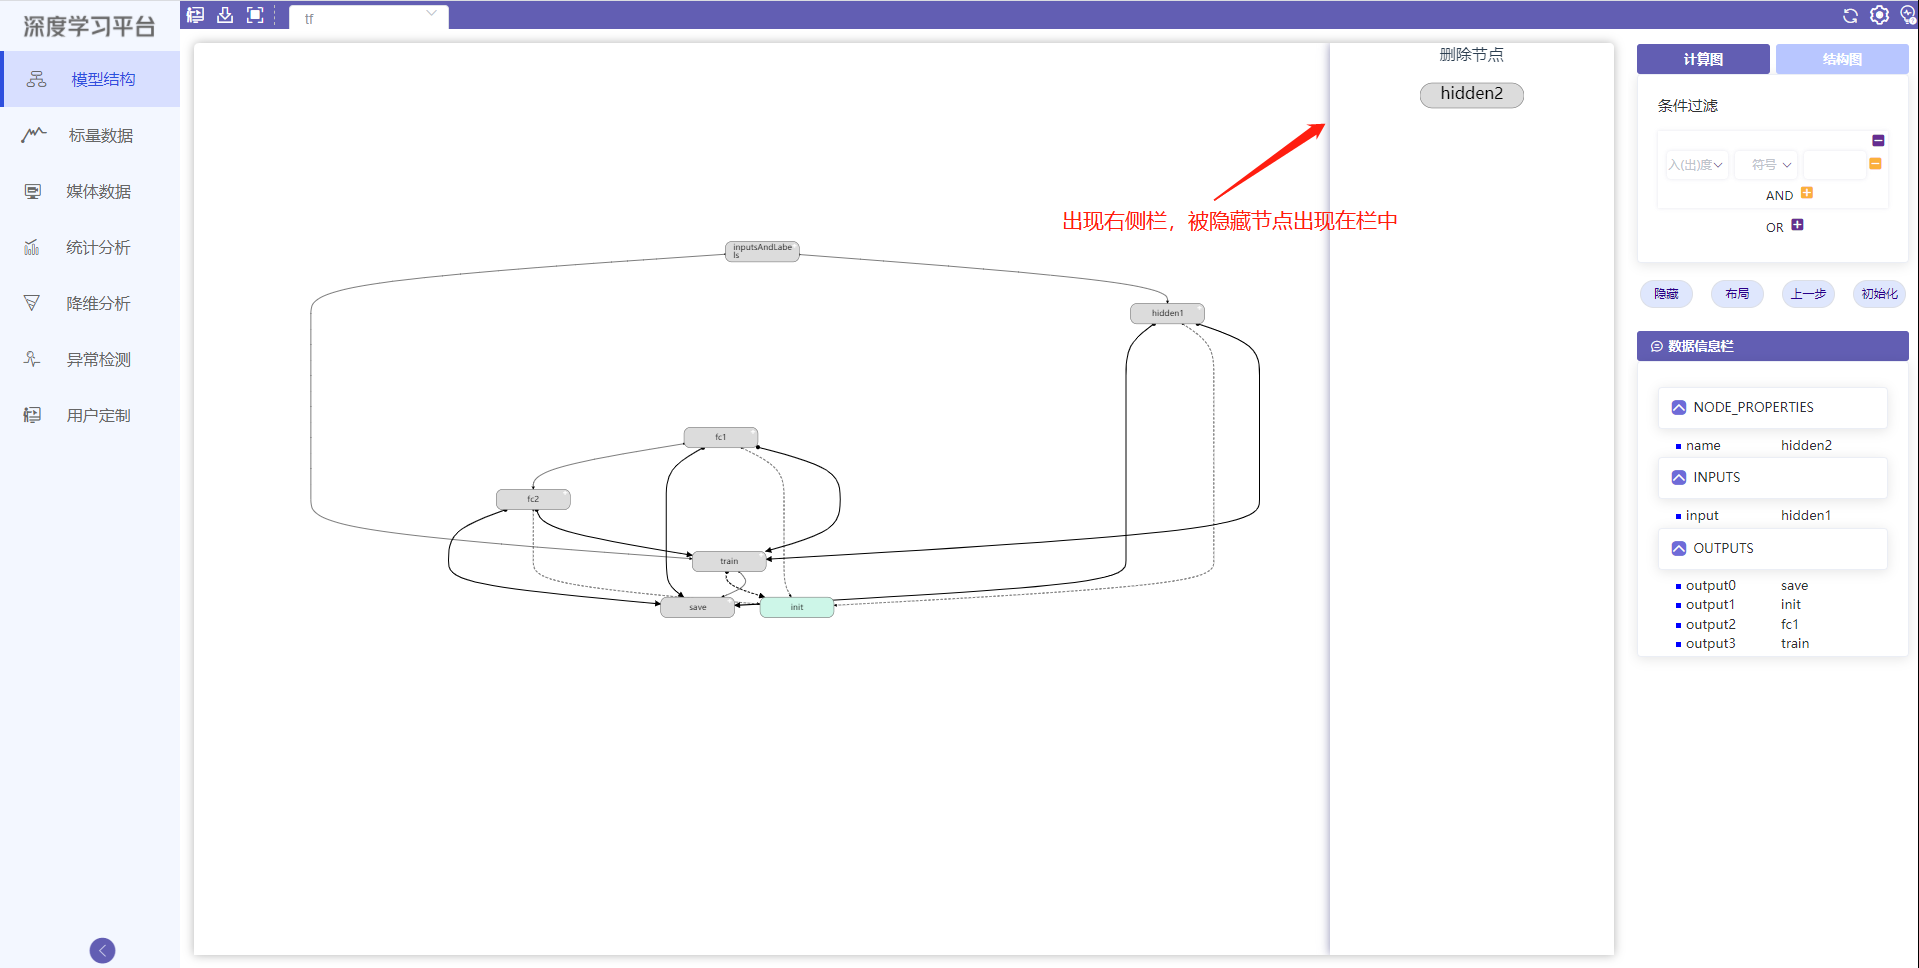 深度学习平台
tf
模型结构
标量数据
媒体数据
统计分析
降维分析
异常检测
用户定制
inputsAndLabe
ls
hidden1
fc1
fc2
train
save
init
删除节点
hidden2
出现右侧栏，被隐藏节点出现在栏中
计算图
结构图
条件过滤
入(出)度
符号
AND
OR
隐藏
布局
上一步
初始化
数据信息栏
NODE_PROPERTIES
name hidden2
INPUTS
input hidden1
OUTPUTS
output0 save
output1 init
output2 fc1
output3 train